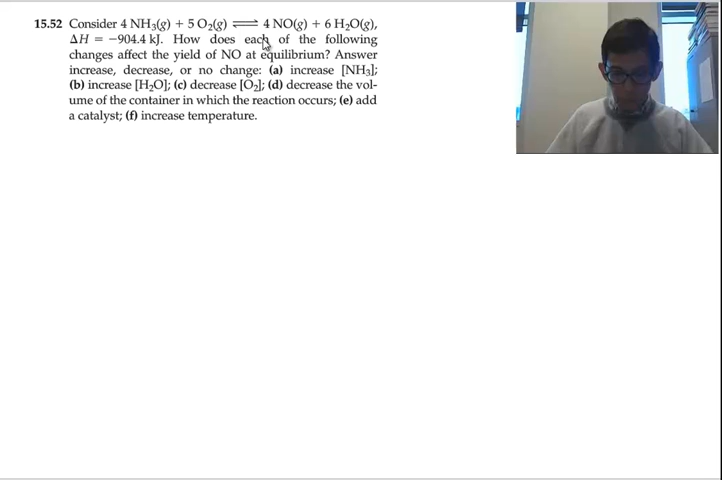 15.52 Consider 4 NH₃(g) + 5 O₂(g) ⇌ 4 NO(g) + 6 H₂O(g),
ΔH = −904.4 kJ. How does each of the following
changes affect the yield of NO at equilibrium? Answer
increase, decrease, or no change: (a) increase [NH₃];
(b) increase [H₂O]; (c) decrease [O₂]; (d) decrease the vol-
ume of the container in which the reaction occurs; (e) add
a catalyst; (f) increase temperature.